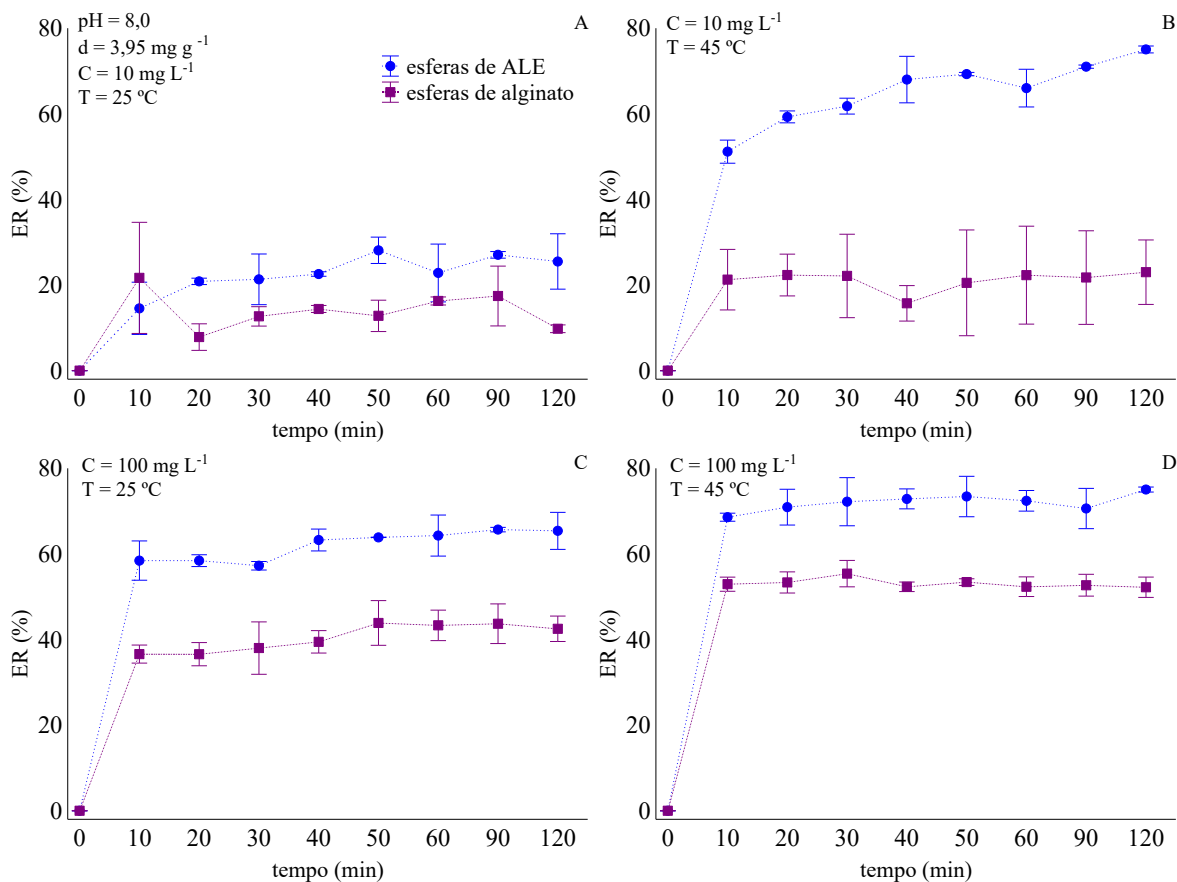 A
pH = 8,0
d = 3,95 mg g ⁻¹
C = 10 mg L⁻¹
T = 25 ºC
esferas de ALE
esferas de alginato
ER (%)
80
60
40
20
0
0 10 20 30 40 50 60 90 120
tempo (min)
B
C = 10 mg L⁻¹
T = 45 ºC
ER (%)
80
60
40
20
0
0 10 20 30 40 50 60 90 120
tempo (min)
C
C = 100 mg L⁻¹
T = 25 ºC
ER (%)
80
60
40
20
0
0 10 20 30 40 50 60 90 120
tempo (min)
D
C = 100 mg L⁻¹
T = 45 ºC
ER (%)
80
60
40
20
0
0 10 20 30 40 50 60 90 120
tempo (min)